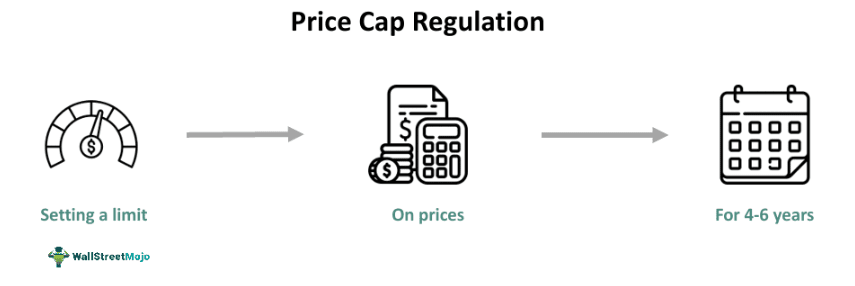 Price Cap Regulation
$
$
$
Setting a limit
On prices
For 4-6 years
WallStreetMojo